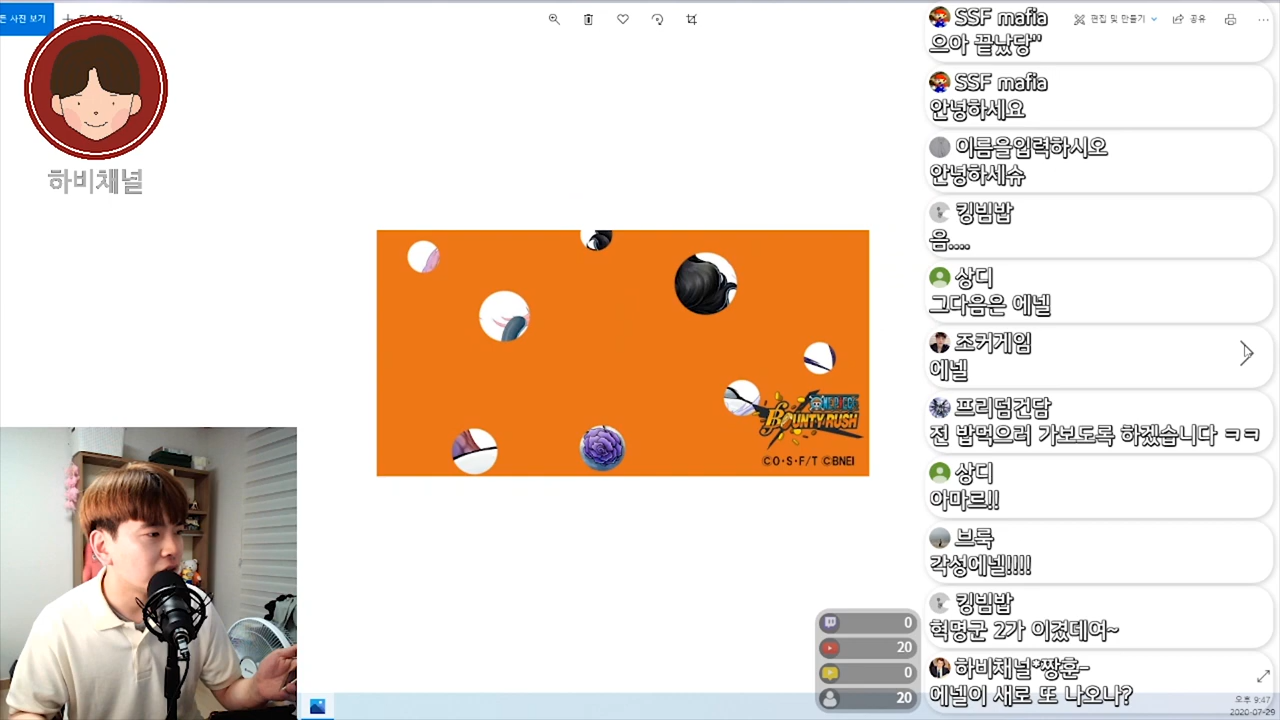 든 사진 보기
편집 및 만들기
공유
하비채널
SSF mafia
으아 끝났당"
SSF mafia
안녕하세요
이름을입력하시오
안녕하세슈
킹빔밥
음....
상디
그다음은 에넬
조커게임
에넬
프리덤건담
전 밥먹으러 가보도록 하겠습니다 ㅋㅋ
상디
아마르!!
브룩
각성에넬!!!!
킹빔밥
혁명군 2가 이겼데여~
하비채널*짱훈-
에넬이 새로 또 나오나?
ONE PIECE
BOUNTY RUSH
©O·S·F/T ©BNEI
0
20
0
20
오후 9:47
2020-07-29